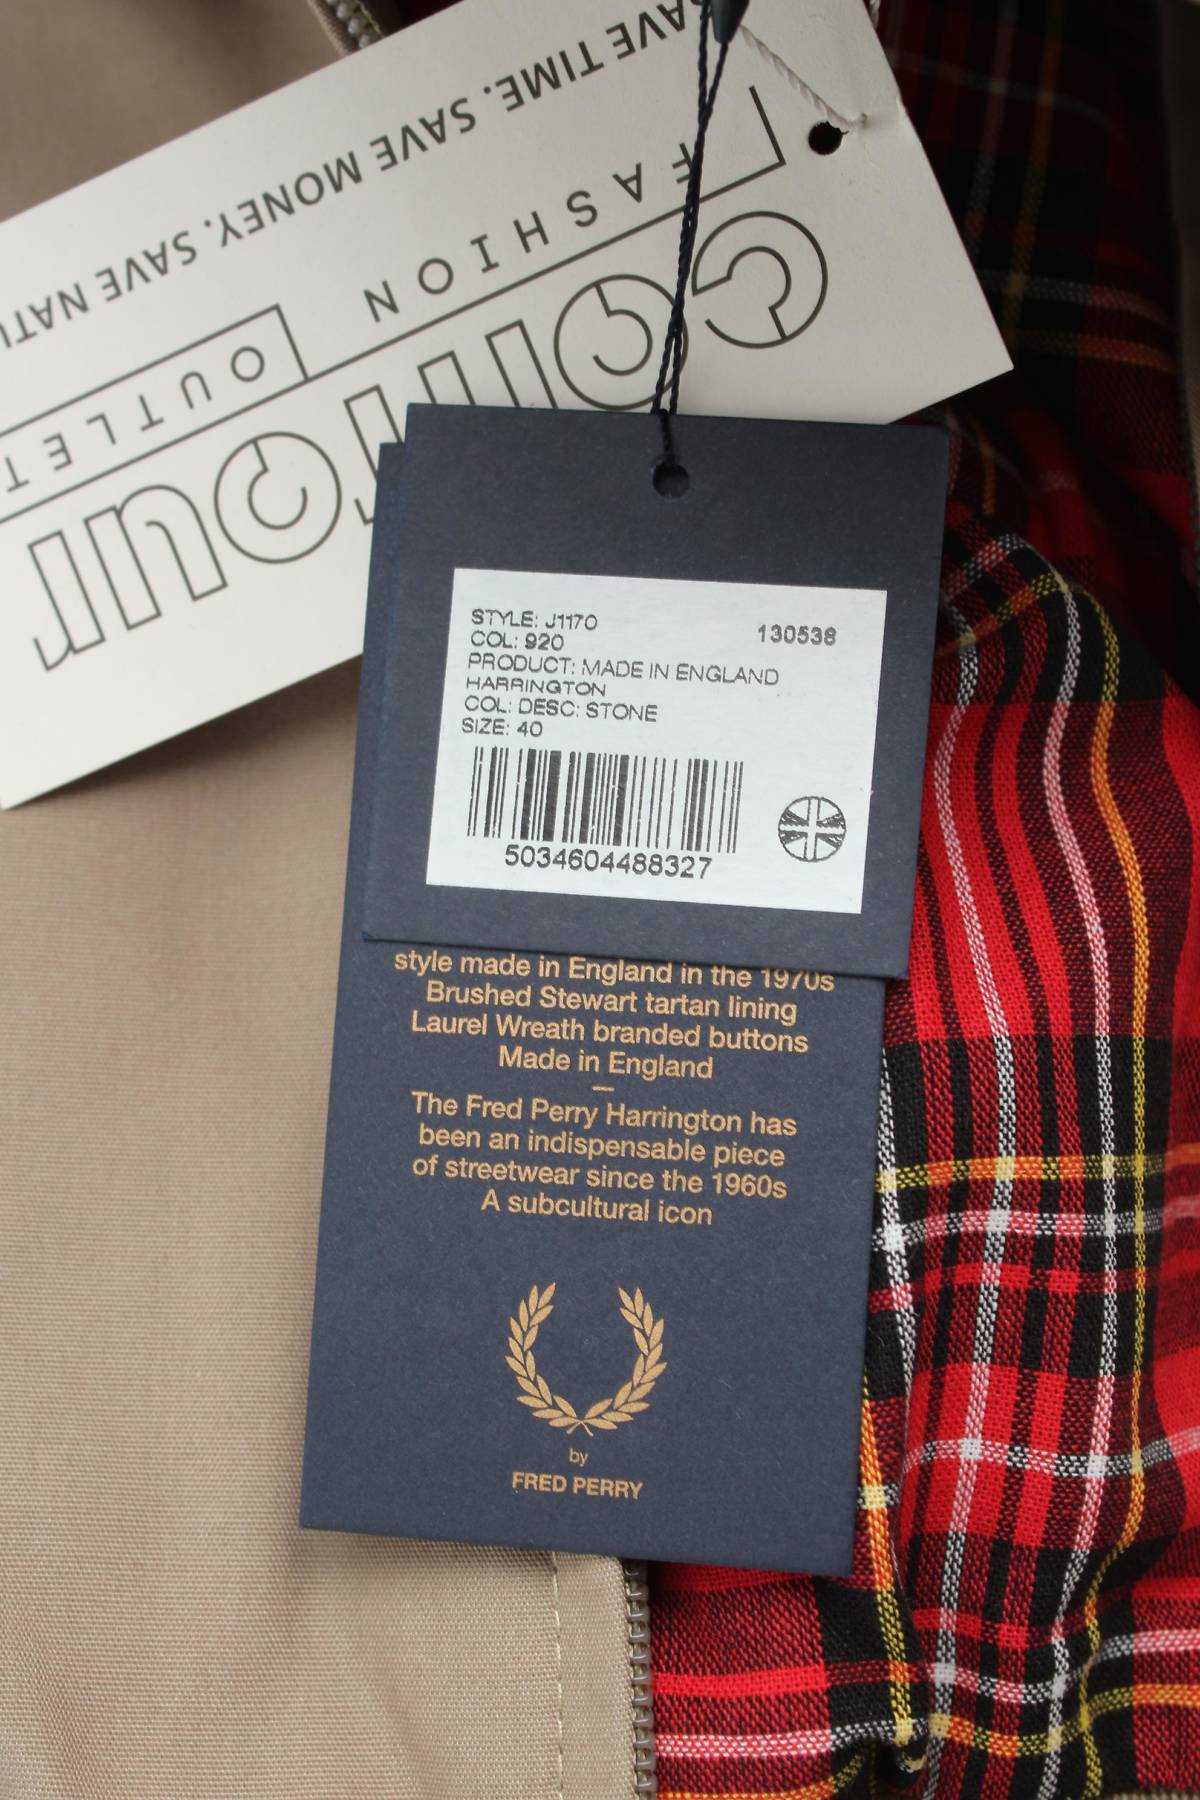 SAVE TIME. SAVE MONEY. SAVE
FASHION
OUTLET
STYLE: J1170
130538
COL: 920
PRODUCT: MADE IN ENGLAND
HARRINGTON
COL: DESC: STONE
SIZE: 40
5034604488327
style made in England in the 1970s
Brushed Stewart tartan lining
Laurel Wreath branded buttons
Made in England
—
The Fred Perry Harrington has
been an indispensable piece
of streetwear since the 1960s
A subcultural icon
by
FRED PERRY